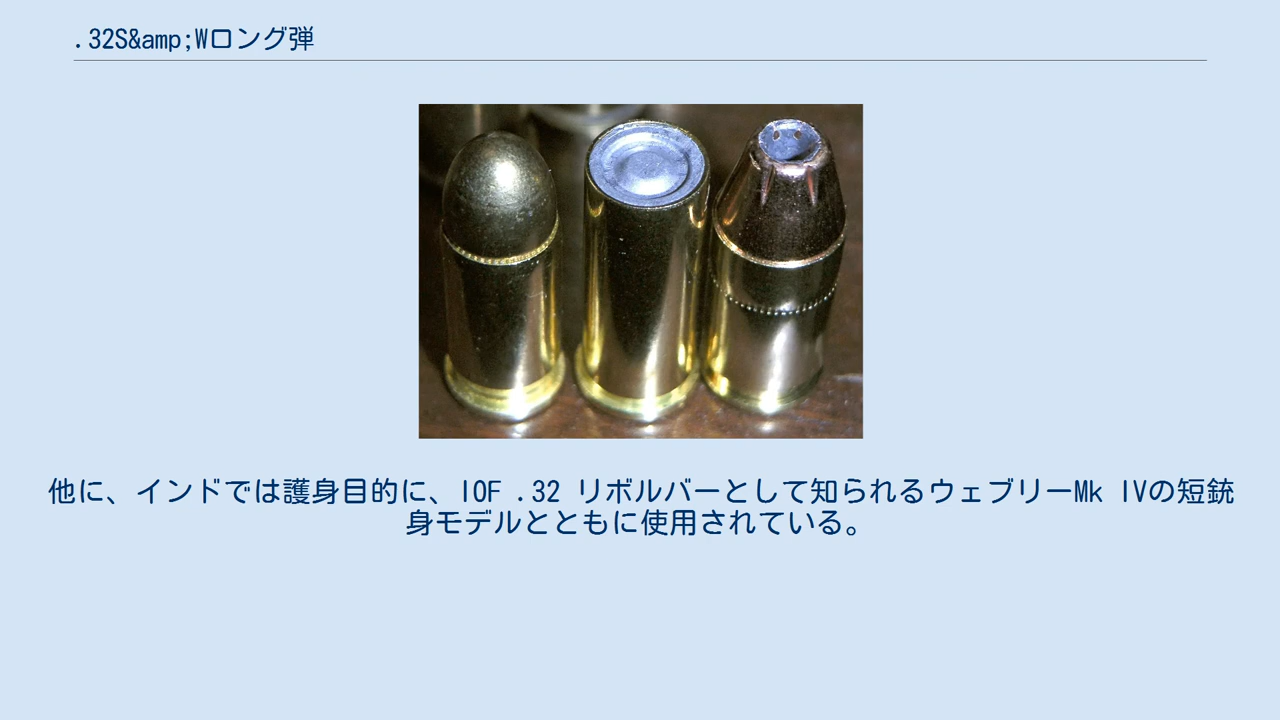 .32S&amp;Wロング弾
他に、インドでは護身目的に、IOF .32 リボルバーとして知られるウェブリーMk IVの短銃
身モデルとともに使用されている。